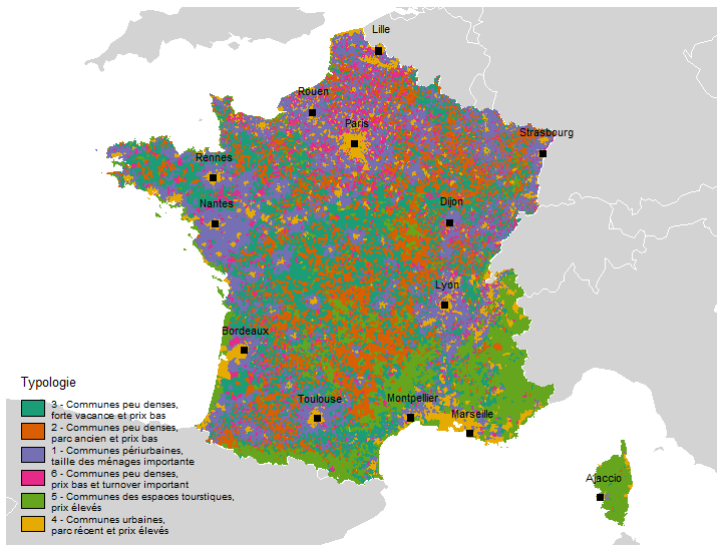 Lille
Rouen
Paris
Strasbourg
Rennes
Nantes
Dijon
Lyon
Bordeaux
Toulouse
Montpellier
Marseille
Ajaccio
Typologie
3 - Communes peu denses,
forte vacance et prix bas
2 - Communes peu denses,
parc ancien et prix bas
1 - Communes périurbaines,
taille des ménages importante
6 - Communes peu denses,
prix bas et turnover important
5 - Communes des espaces tourstiques,
prix élevés
4 - Communes urbaines,
parc récent et prix élevés